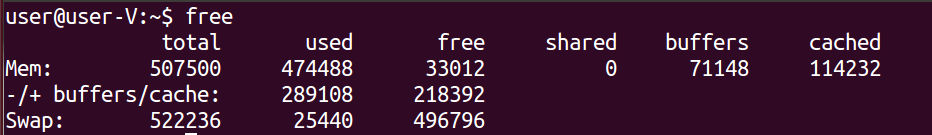 user@user-V:~$ free
total used free shared buffers cached
Mem: 507500 474488 33012 0 71148 114232
-/+ buffers/cache: 289108 218392
Swap: 522236 25440 496796